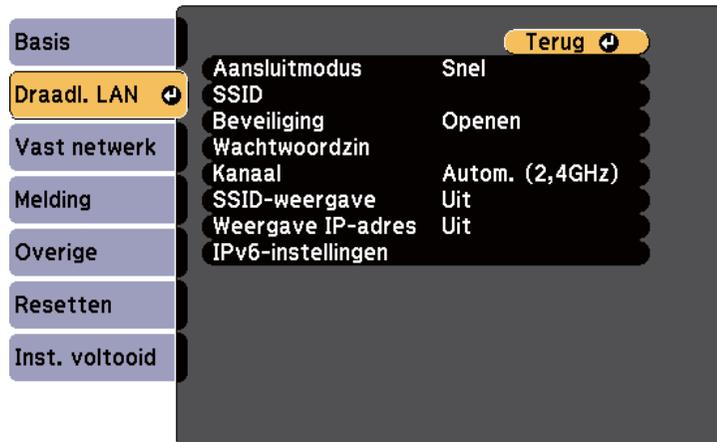 Basis
Draadl. LAN
Vast netwerk
Melding
Overige
Resetten
Inst. voltooid
Terug
Aansluitmodus Snel
SSID
Beveiliging Openen
Wachtwoordzin
Kanaal Autom. (2,4GHz)
SSID-weergave Uit
Weergave IP-adres Uit
IPv6-instellingen